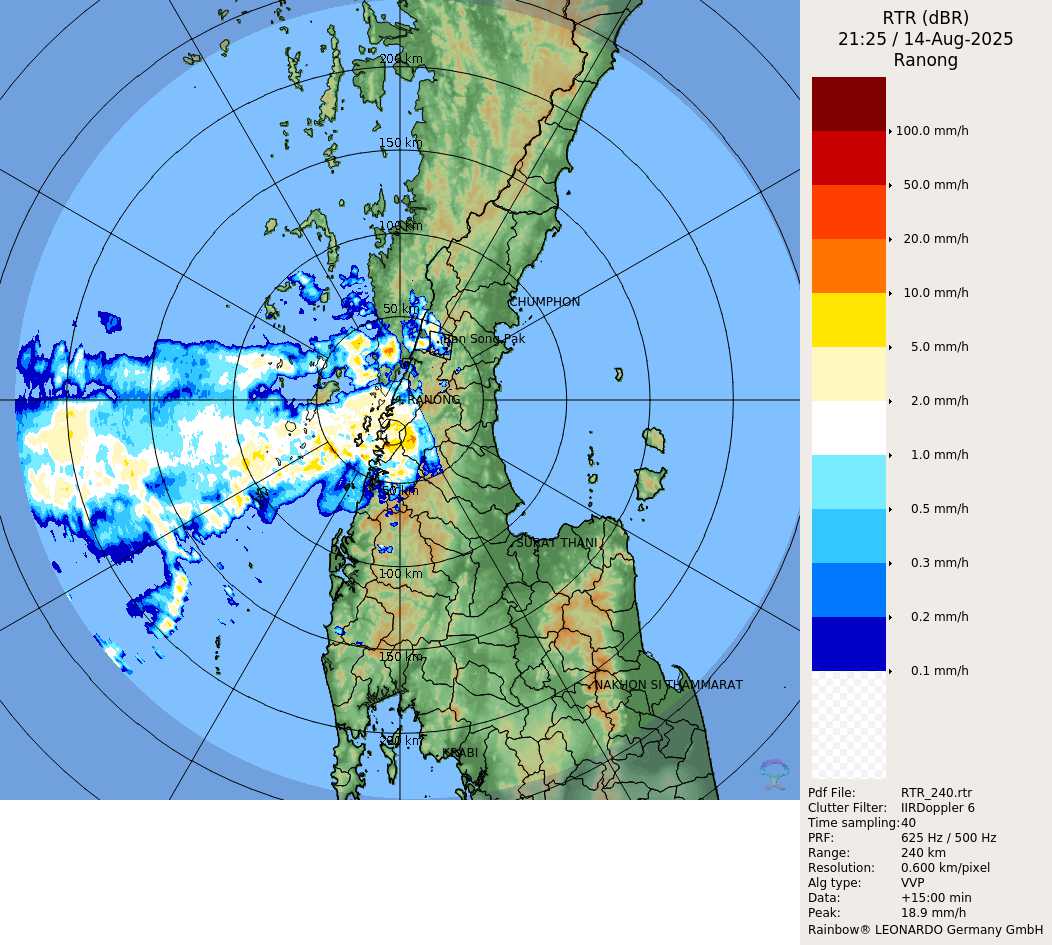 RTR (dBR)
21:25 / 14-Aug-2025
Ranong
200 km
150 km
100 km
50 km
CHUMPHON
Ban Song Pak
RANONG
50 km
SURAT THANI
100 km
150 km
NAKHON SI THAMMARAT
200 km
KRABI
100.0 mm/h
50.0 mm/h
20.0 mm/h
10.0 mm/h
5.0 mm/h
2.0 mm/h
1.0 mm/h
0.5 mm/h
0.3 mm/h
0.2 mm/h
0.1 mm/h
Pdf File: RTR_240.rtr
Clutter Filter: IIRDoppler 6
Time sampling: 40
PRF: 625 Hz / 500 Hz
Range: 240 km
Resolution: 0.600 km/pixel
Alg type: VVP
Data: +15:00 min
Peak: 18.9 mm/h
Rainbow® LEONARDO Germany GmbH